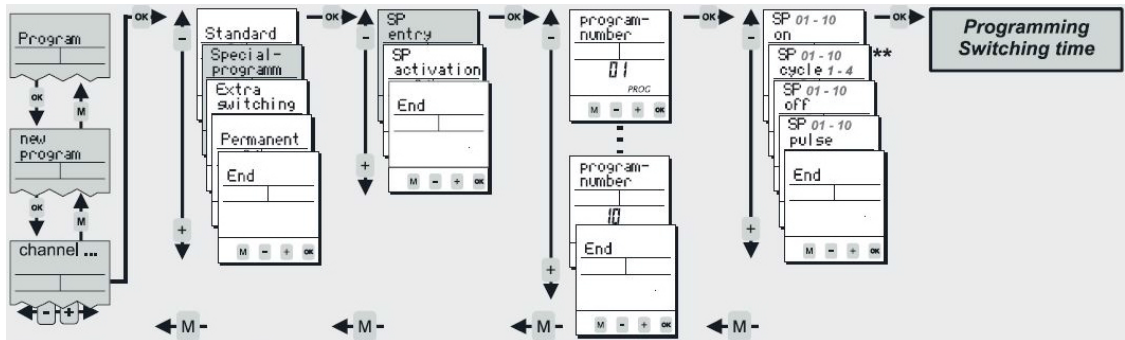 Program
OK
M
new
program
OK
M
channel ...
- +
OK
-
+
Standard
Special-
programm
Extra
switching
Permanent
End
M - + OK
M -
OK
-
+
SP
entry
SP
activation
End
M - + OK
M -
OK
-
+
program-
number
01
PROG
M - + OK
program-
number
10
End
M - + OK
M -
OK
-
+
SP 01 - 10
on
SP 01 - 10
cycle 1 - 4
**
SP 01 - 10
off
SP 01 - 10
pulse
End
M - + OK
M -
OK
Programming
Switching time